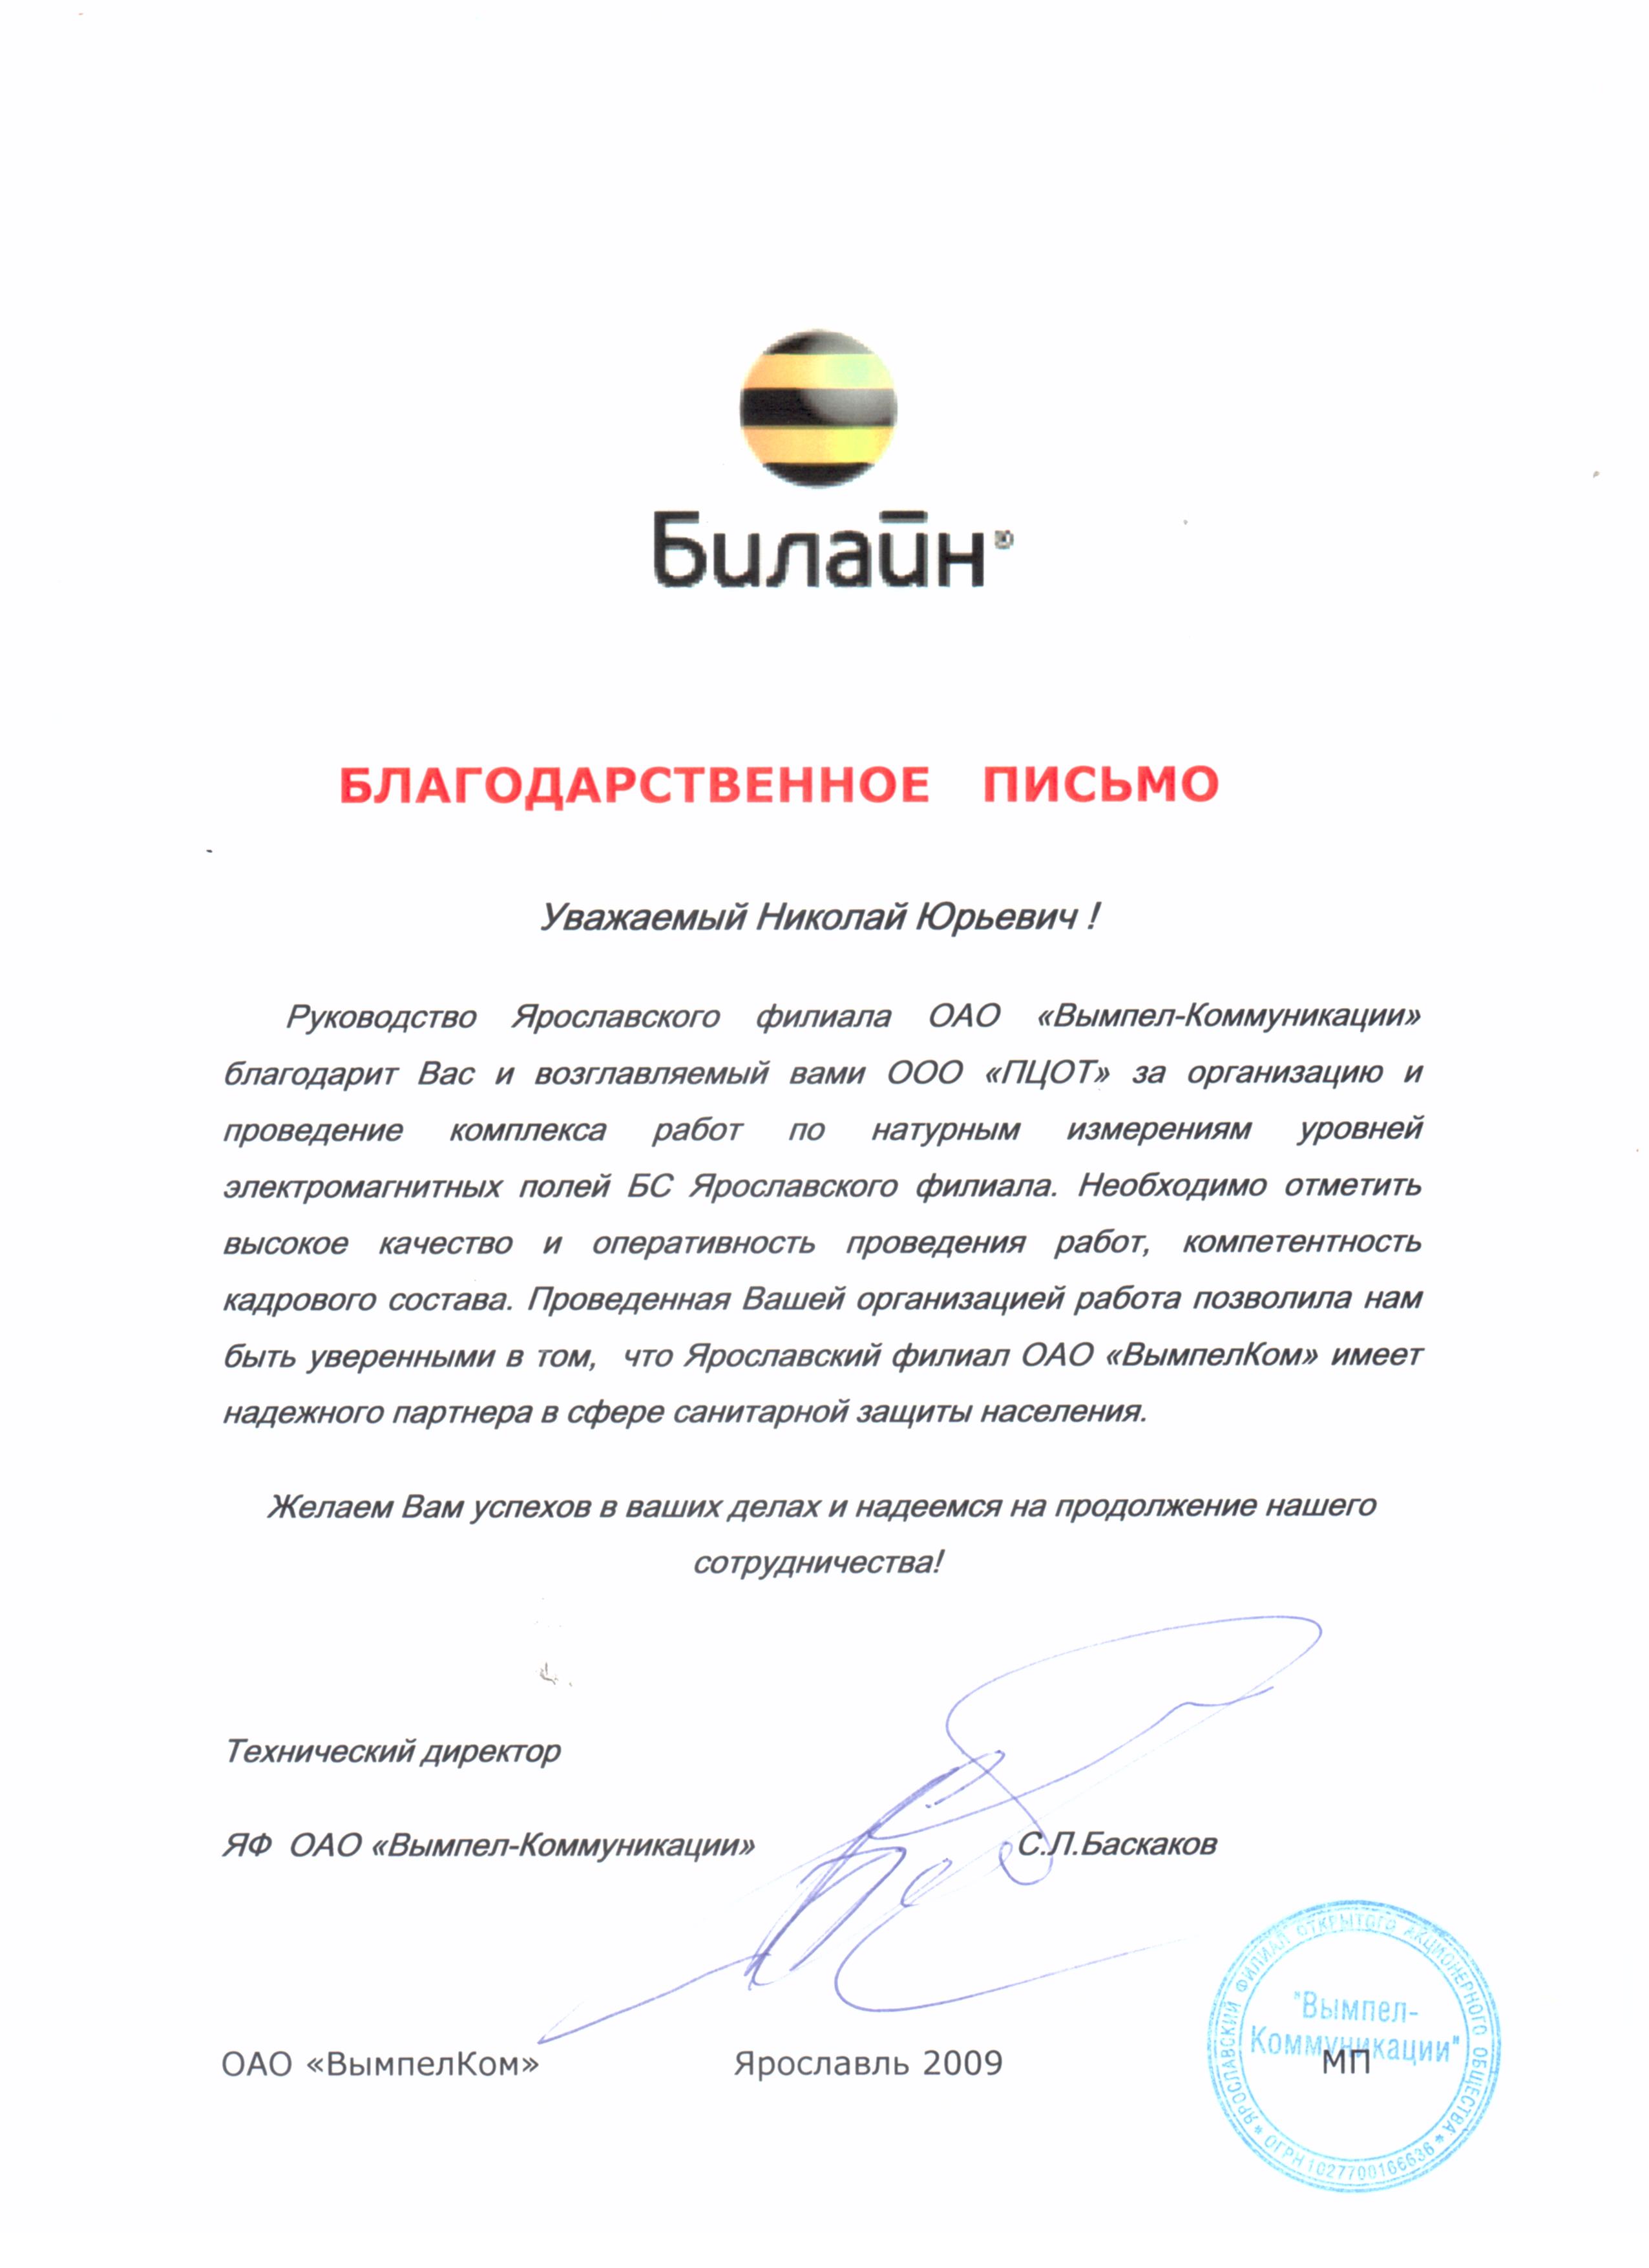 Билайн®
БЛАГОДАРСТВЕННОЕ ПИСЬМО
Уважаемый Николай Юрьевич !
Руководство Ярославского филиала ОАО «Вымпел-Коммуникации»
благодарит Вас и возглавляемый вами ООО «ПЦОТ» за организацию и
проведение комплекса работ по натурным измерениям уровней
электромагнитных полей БС Ярославского филиала. Необходимо отметить
высокое качество и оперативность проведения работ, компетентность
кадрового состава. Проведенная Вашей организацией работа позволила нам
быть уверенными в том, что Ярославский филиал ОАО «ВымпелКом» имеет
надежного партнера в сфере санитарной защиты населения.
Желаем Вам успехов в ваших делах и надеемся на продолжение нашего
сотрудничества!
Технический директор
ЯФ ОАО «Вымпел-Коммуникации» С.Л.Баскаков
ОАО «ВымпелКом» Ярославль 2009 МП
ЯРОСЛАВСКИЙ ФИЛИАЛ ОТКРЫТОГО АКЦИОНЕРНОГО ОБЩЕСТВА
"Вымпел-
Коммуникации"
* ОГРН 1027700166636 *